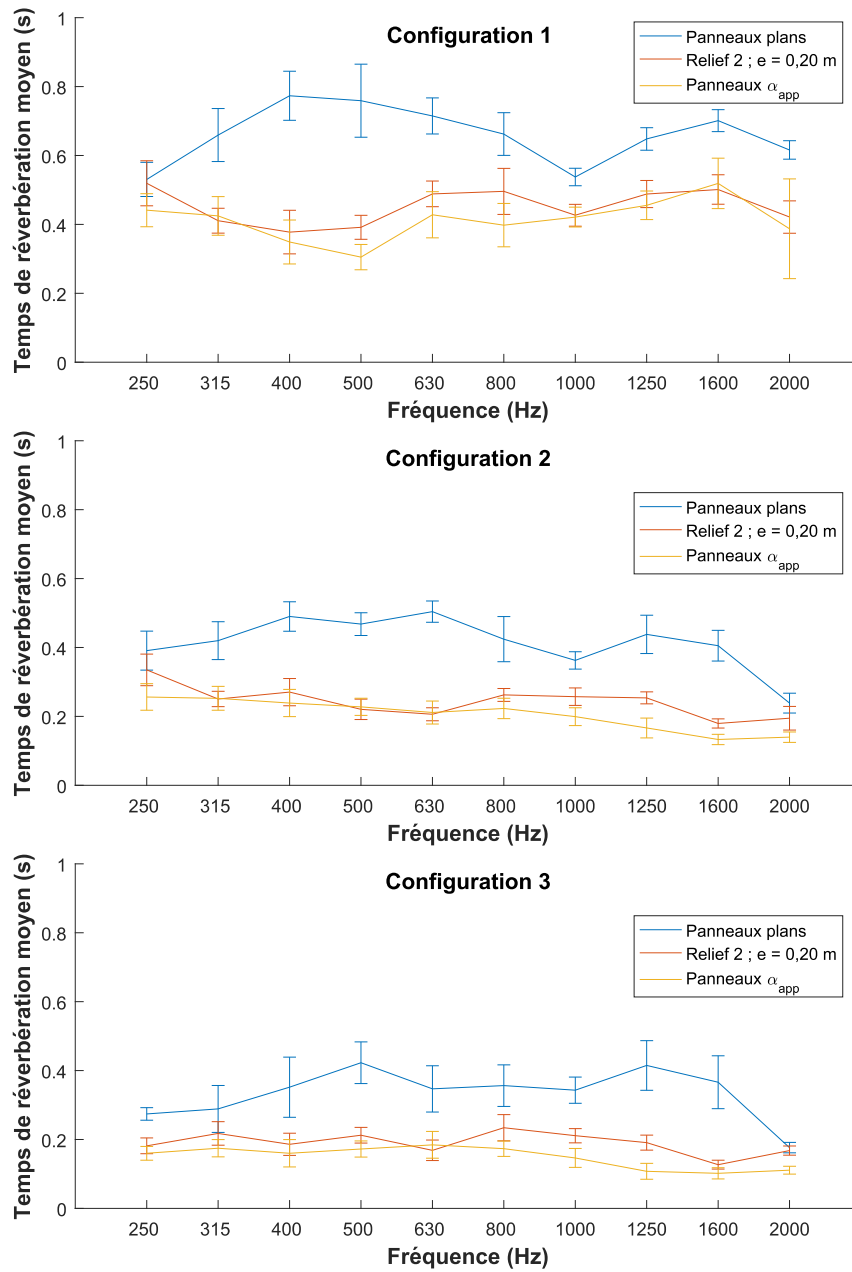 Configuration 1
Temps de réverbération moyen (s)
1
0.8
0.6
0.4
0.2
0
Panneaux plans
Relief 2 ; e = 0,20 m
Panneaux α_app
250 315 400 500 630 800 1000 1250 1600 2000
Fréquence (Hz)
Configuration 2
Temps de réverbération moyen (s)
1
0.8
0.6
0.4
0.2
0
Panneaux plans
Relief 2 ; e = 0,20 m
Panneaux α_app
250 315 400 500 630 800 1000 1250 1600 2000
Fréquence (Hz)
Configuration 3
Temps de réverbération moyen (s)
1
0.8
0.6
0.4
0.2
0
Panneaux plans
Relief 2 ; e = 0,20 m
Panneaux α_app
250 315 400 500 630 800 1000 1250 1600 2000
Fréquence (Hz)